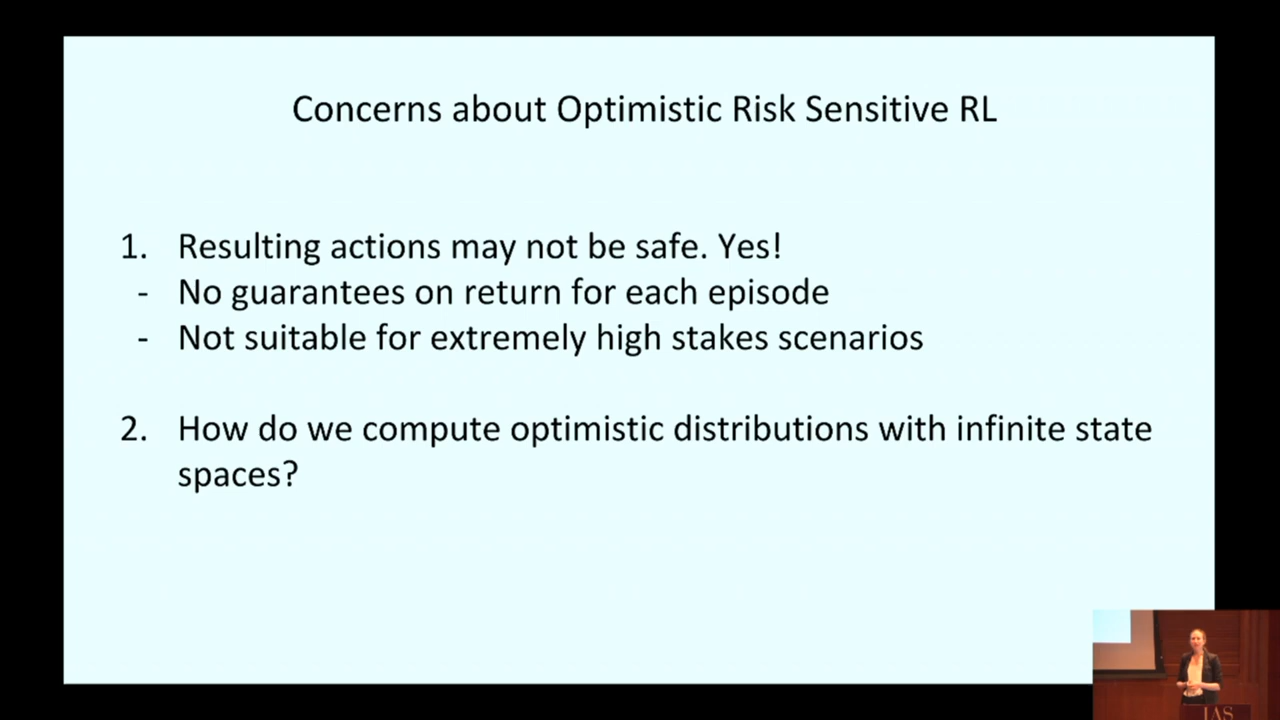 Concerns about Optimistic Risk Sensitive RL
1. Resulting actions may not be safe. Yes!
- No guarantees on return for each episode
- Not suitable for extremely high stakes scenarios
2. How do we compute optimistic distributions with infinite state
spaces?
IAS